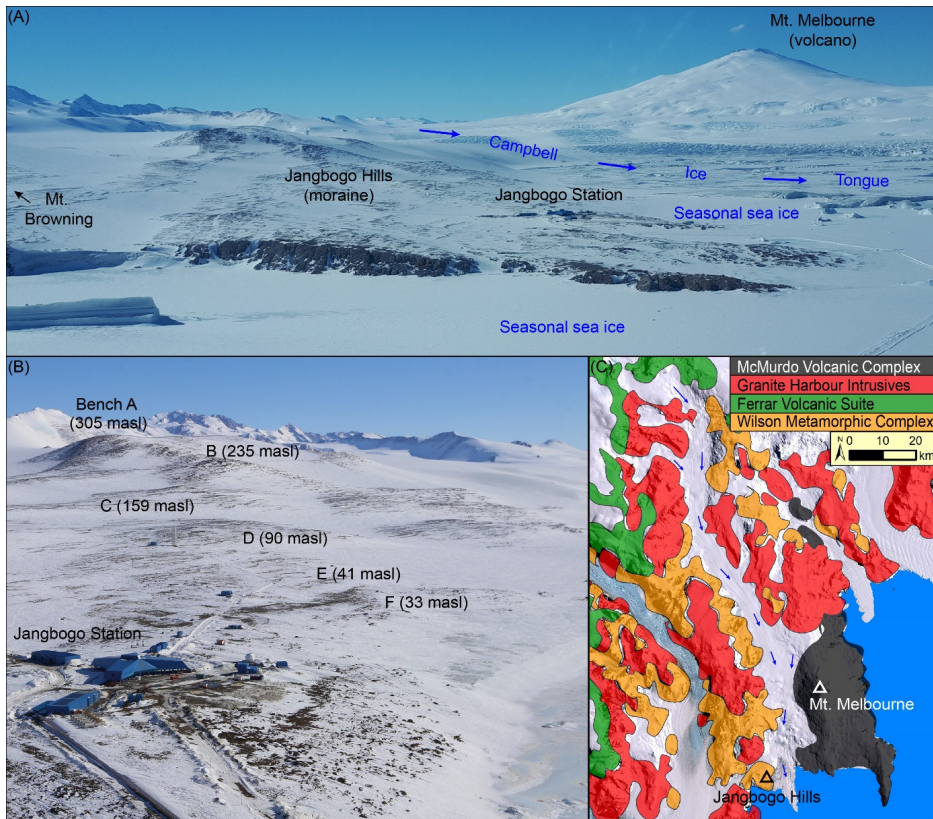 (A)
Mt. Melbourne
(volcano)
Campbell
Ice
Tongue
Jangbogo Hills
(moraine)
Jangbogo Station
Mt.
Browning
Seasonal sea ice
Seasonal sea ice
(B)
Bench A
(305 masl)
B (235 masl)
C (159 masl)
D (90 masl)
E (41 masl)
F (33 masl)
Jangbogo Station
(C)
McMurdo Volcanic Complex
Granite Harbour Intrusives
Ferrar Volcanic Suite
Wilson Metamorphic Complex
N
0 10 20
km
Mt. Melbourne
Jangbogo Hills